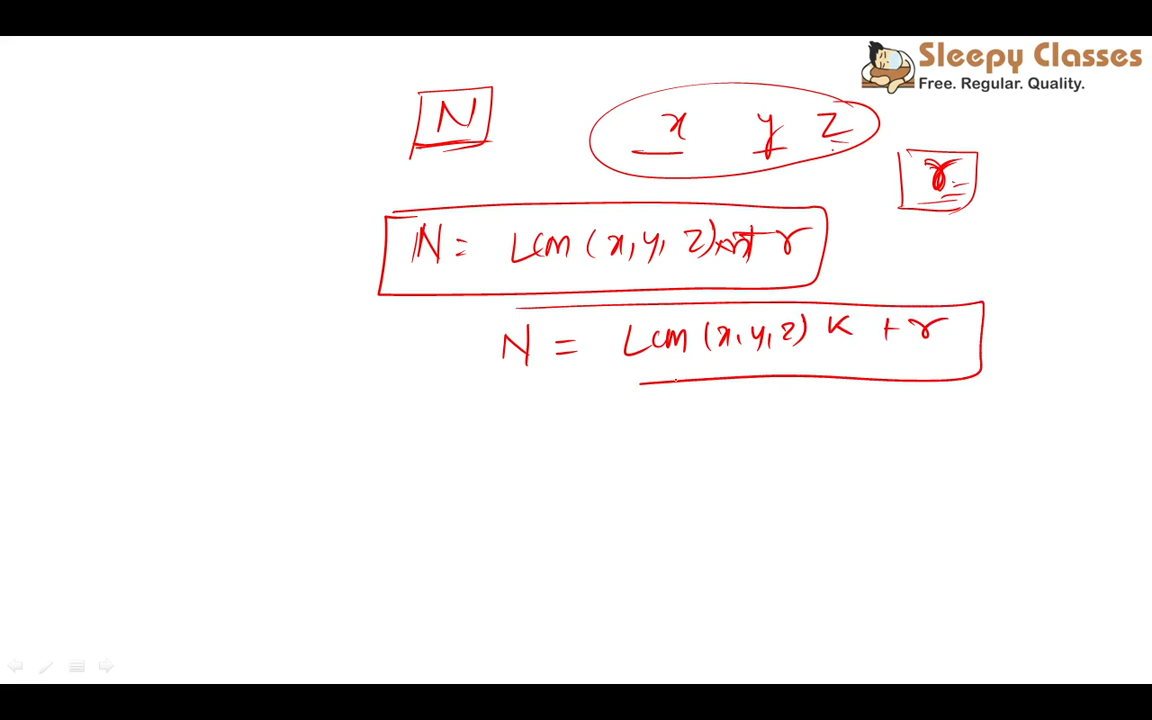 Sleepy Classes
Free. Regular. Quality.
N x y z
r
N = Lcm (x, y, z) + r
N = Lcm (x, y, z) K + r